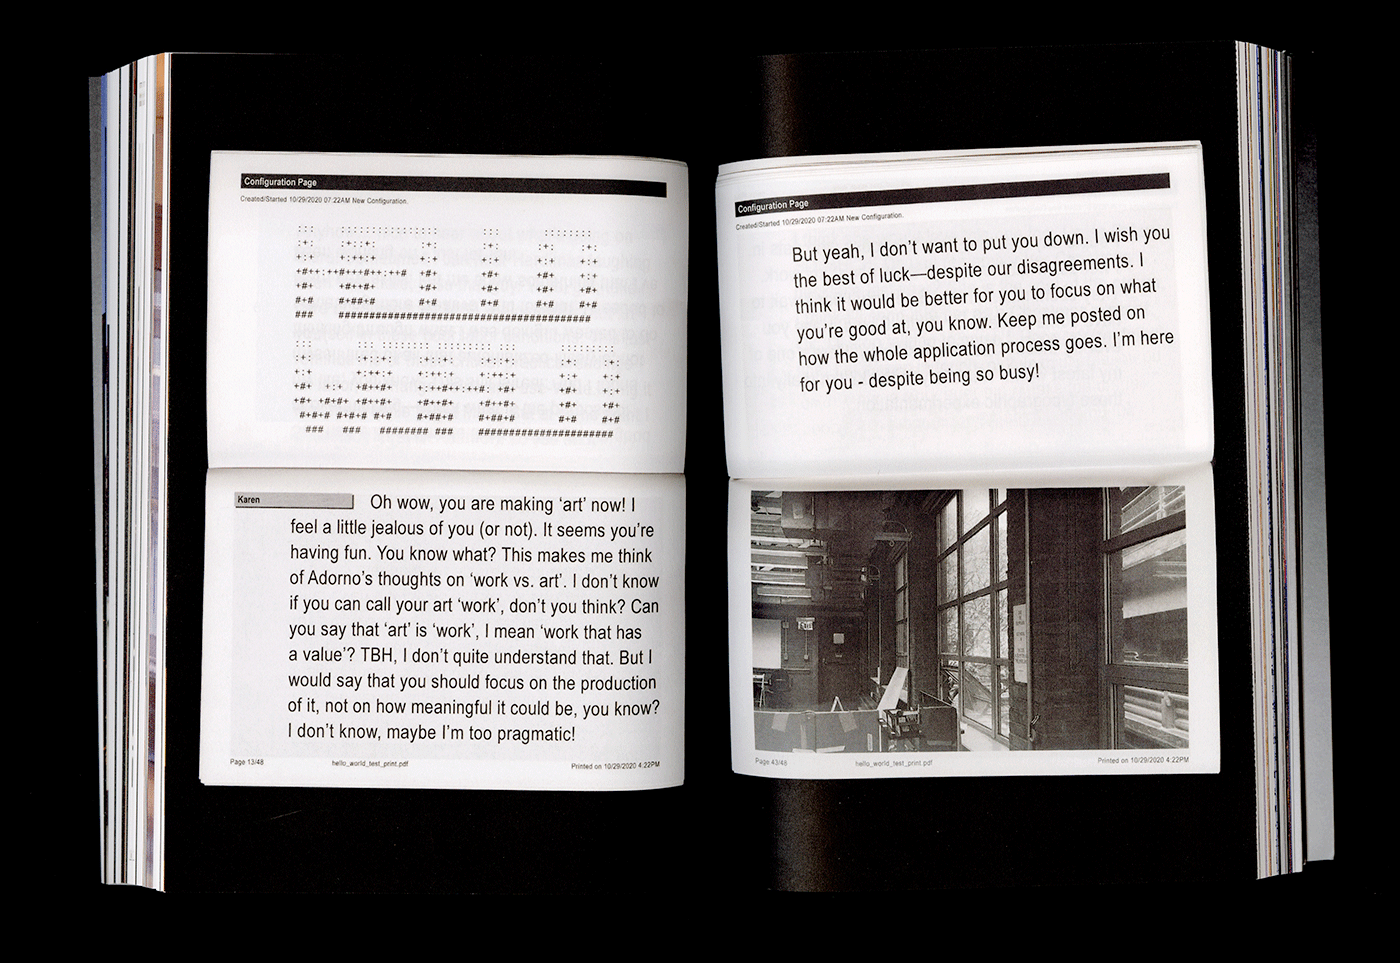 Configuration Page
Created/Started 10/29/2020 07:22AM New Configuration.
HELLO
WORLD
Karen
Oh wow, you are making ‘art’ now! I
feel a little jealous of you (or not). It seems you’re
having fun. You know what? This makes me think
of Adorno’s thoughts on ‘work vs. art’. I don’t know
if you can call your art ‘work’, don’t you think? Can
you say that ‘art’ is ‘work’, I mean ‘work that has
a value’? TBH, I don’t quite understand that. But I
would say that you should focus on the production
of it, not on how meaningful it could be, you know?
I don’t know, maybe I’m too pragmatic!
Page 13/48
hello_world_test_print.pdf
Printed on 10/29/2020 4:22PM
Configuration Page
Created/Started 10/29/2020 07:22AM New Configuration.
But yeah, I don’t want to put you down. I wish you
the best of luck—despite our disagreements. I
think it would be better for you to focus on what
you’re good at, you know. Keep me posted on
how the whole application process goes. I’m here
for you - despite being so busy!
EXIT
Page 43/48
hello_world_test_print.pdf
Printed on 10/29/2020 4:22PM